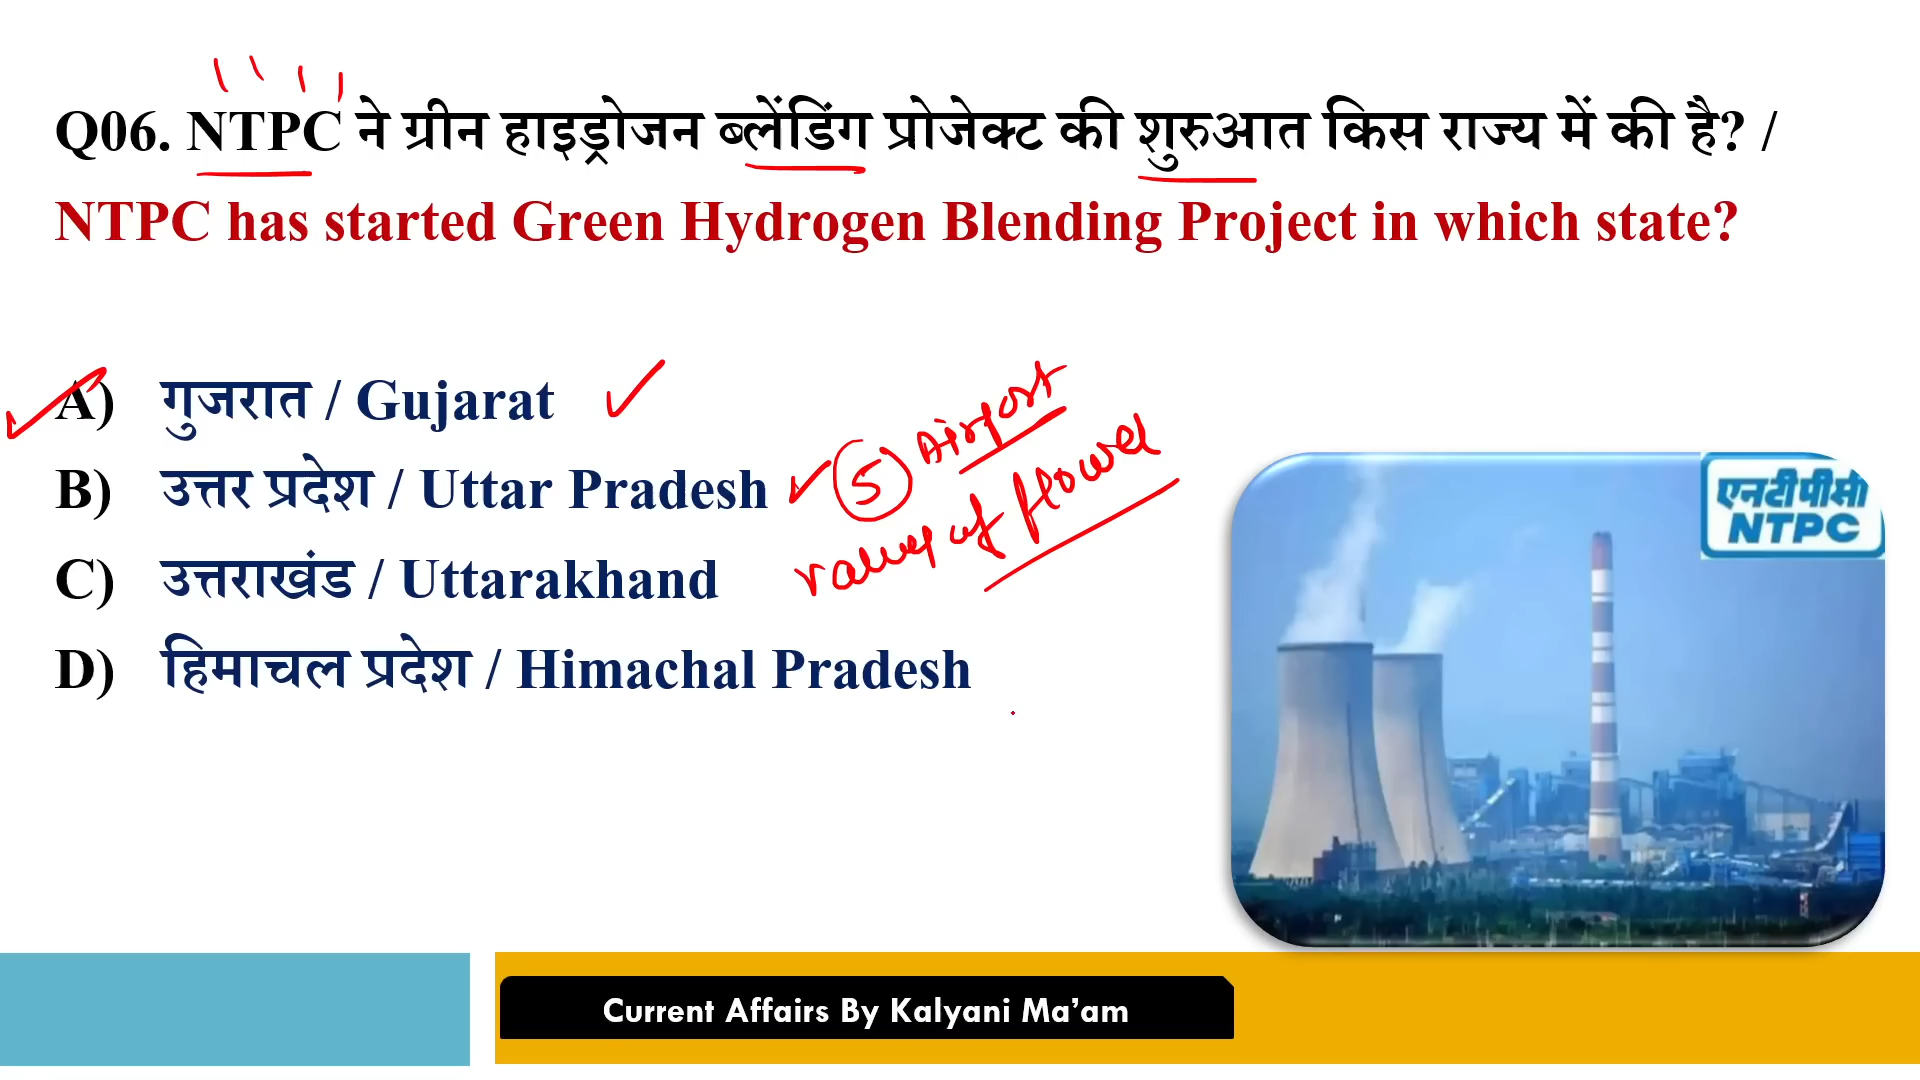 Q06. NTPC ने ग्रीन हाइड्रोजन ब्लेंडिंग प्रोजेक्ट की शुरुआत किस राज्य में की है? /
NTPC has started Green Hydrogen Blending Project in which state?
A) गुजरात / Gujarat
B) उत्तर प्रदेश / Uttar Pradesh
5 Airport
of flower
C) उत्तराखंड / Uttarakhand
D) हिमाचल प्रदेश / Himachal Pradesh
एनटीपीसी
NTPC
Current Affairs By Kalyani Ma'am